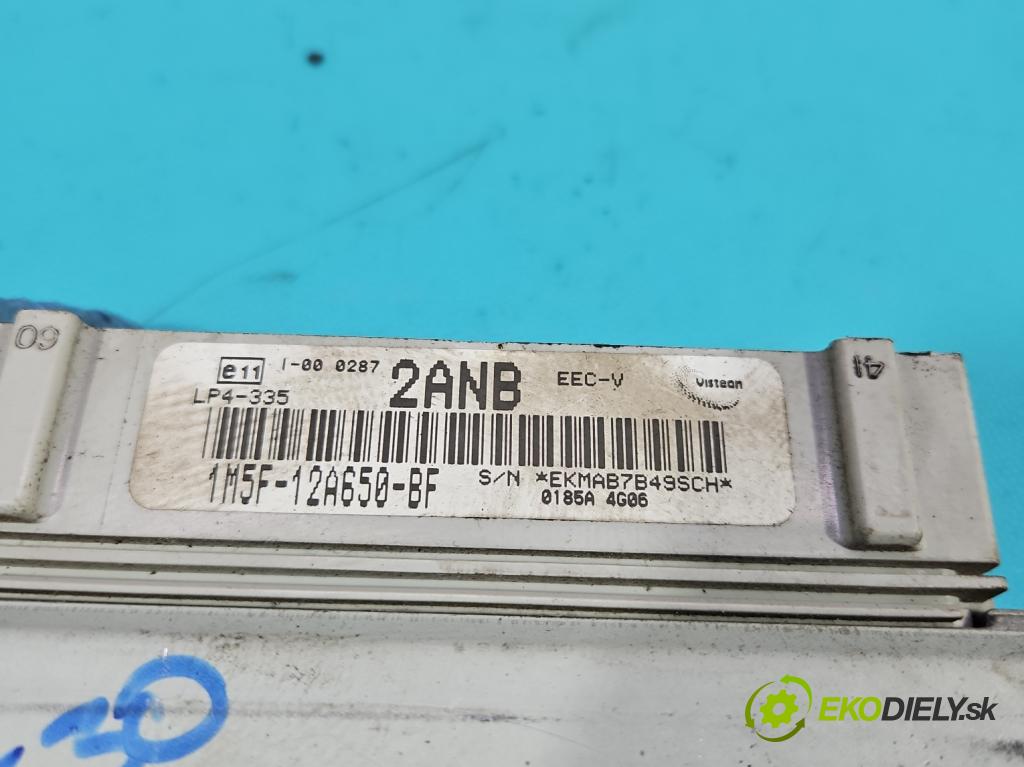 09
41
e11 I-00 0287 2ANB EEC-V Visteon
LP4-335
1M5F-12A650-BF S/N *EKMAB7B49SCH*
0185A 4G06
EKODIELY.sk